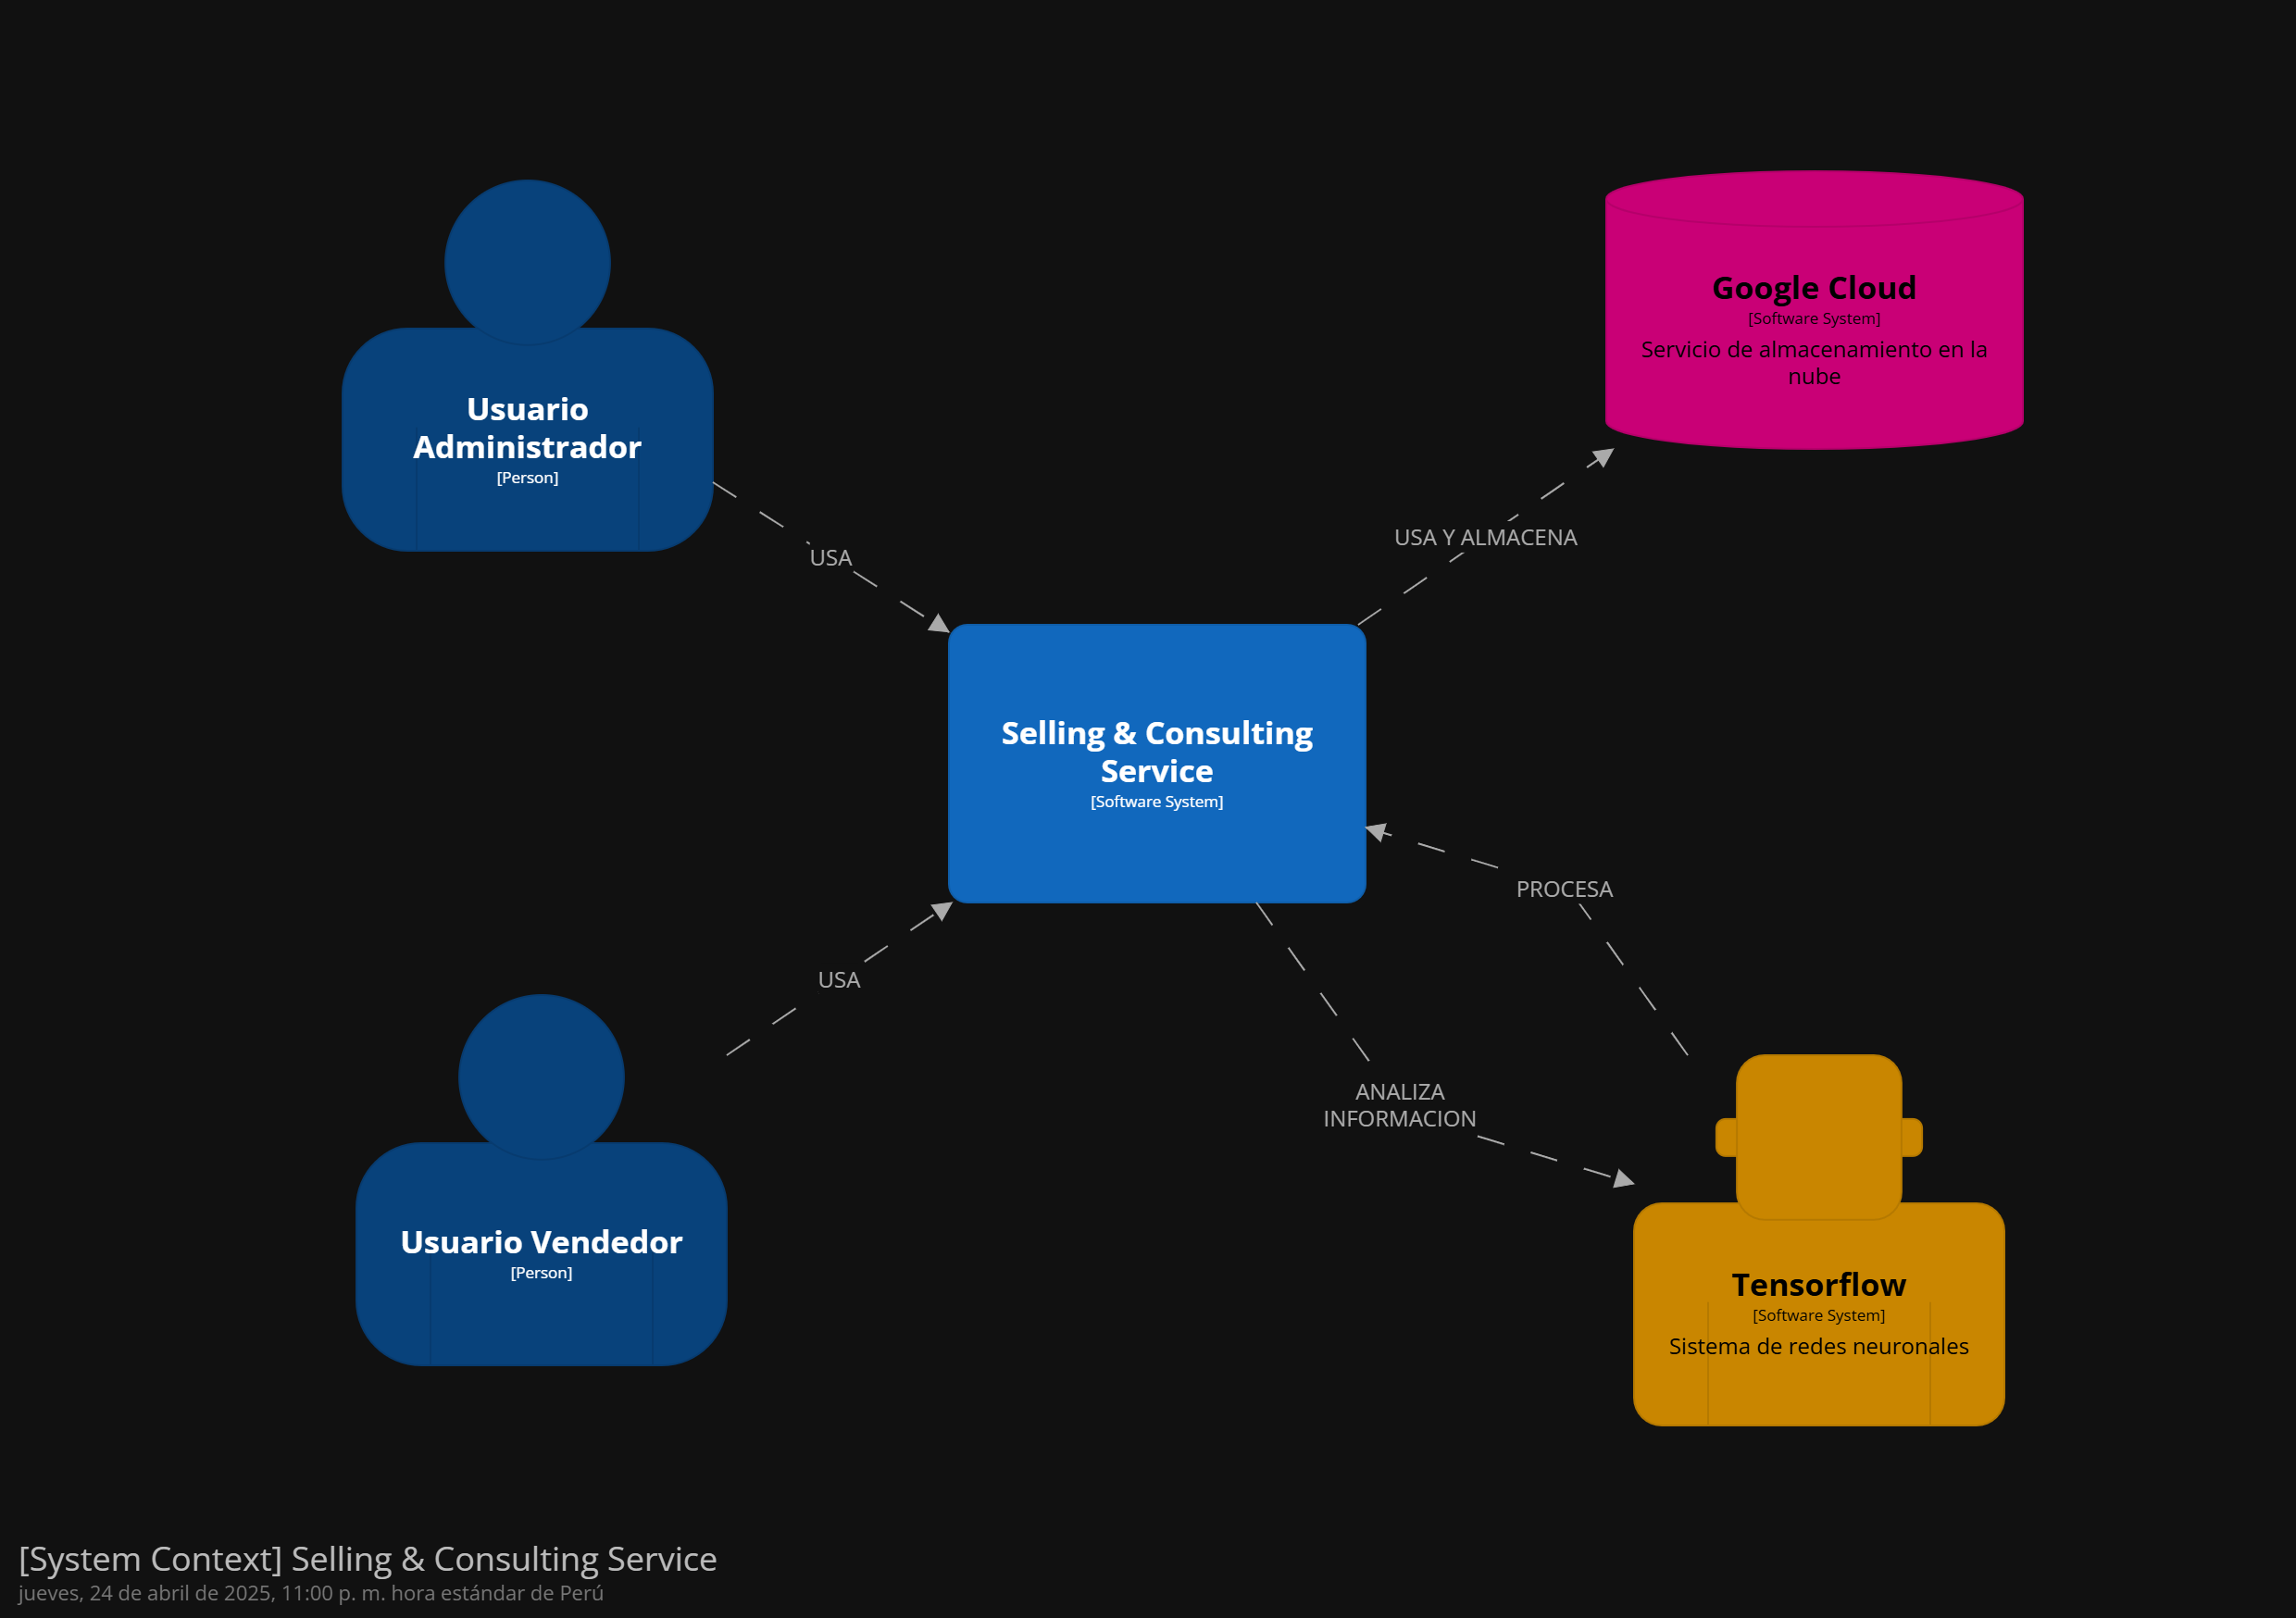 Usuario
Administrador
[Person]
Google Cloud
[Software System]
Servicio de almacenamiento en la
nube
USA
USA Y ALMACENA
Selling & Consulting
Service
[Software System]
PROCESA
USA
ANALIZA
INFORMACION
Usuario Vendedor
[Person]
Tensorflow
[Software System]
Sistema de redes neuronales
[System Context] Selling & Consulting Service
jueves, 24 de abril de 2025, 11:00 p. m. hora estándar de Perú